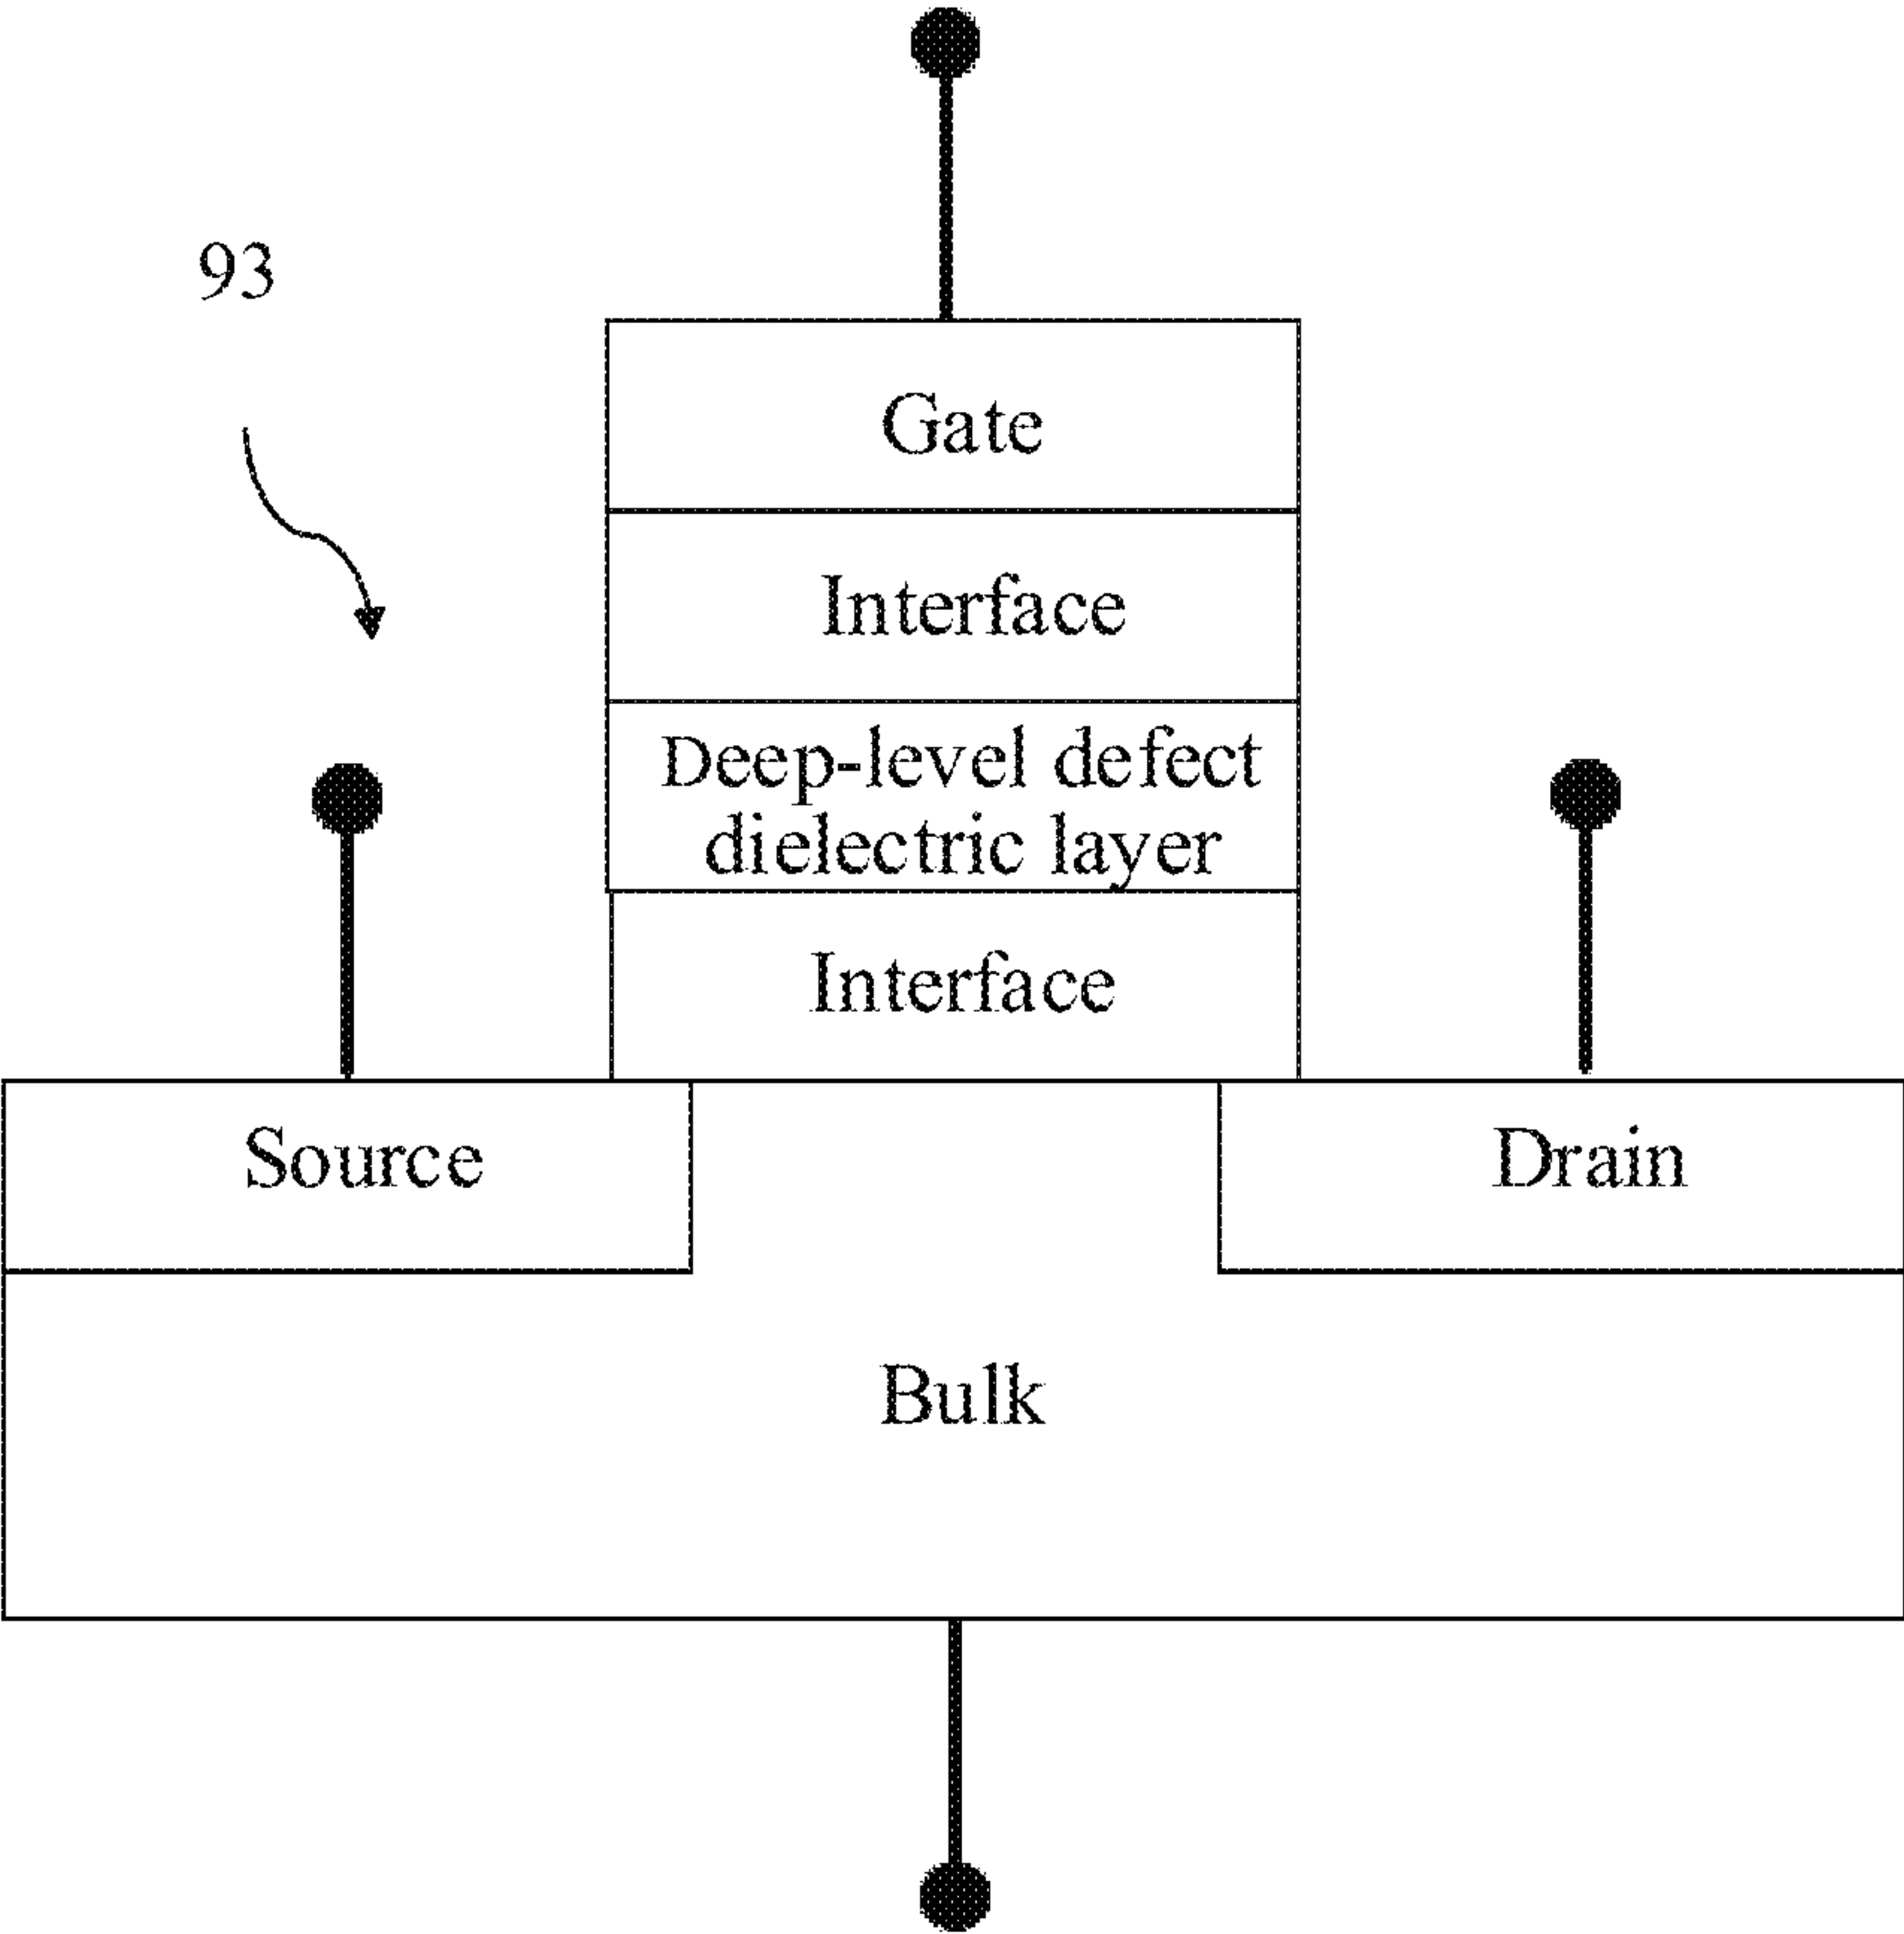 93
Gate
Interface
Deep-level defect
dielectric layer
Interface
Source
Drain
Bulk